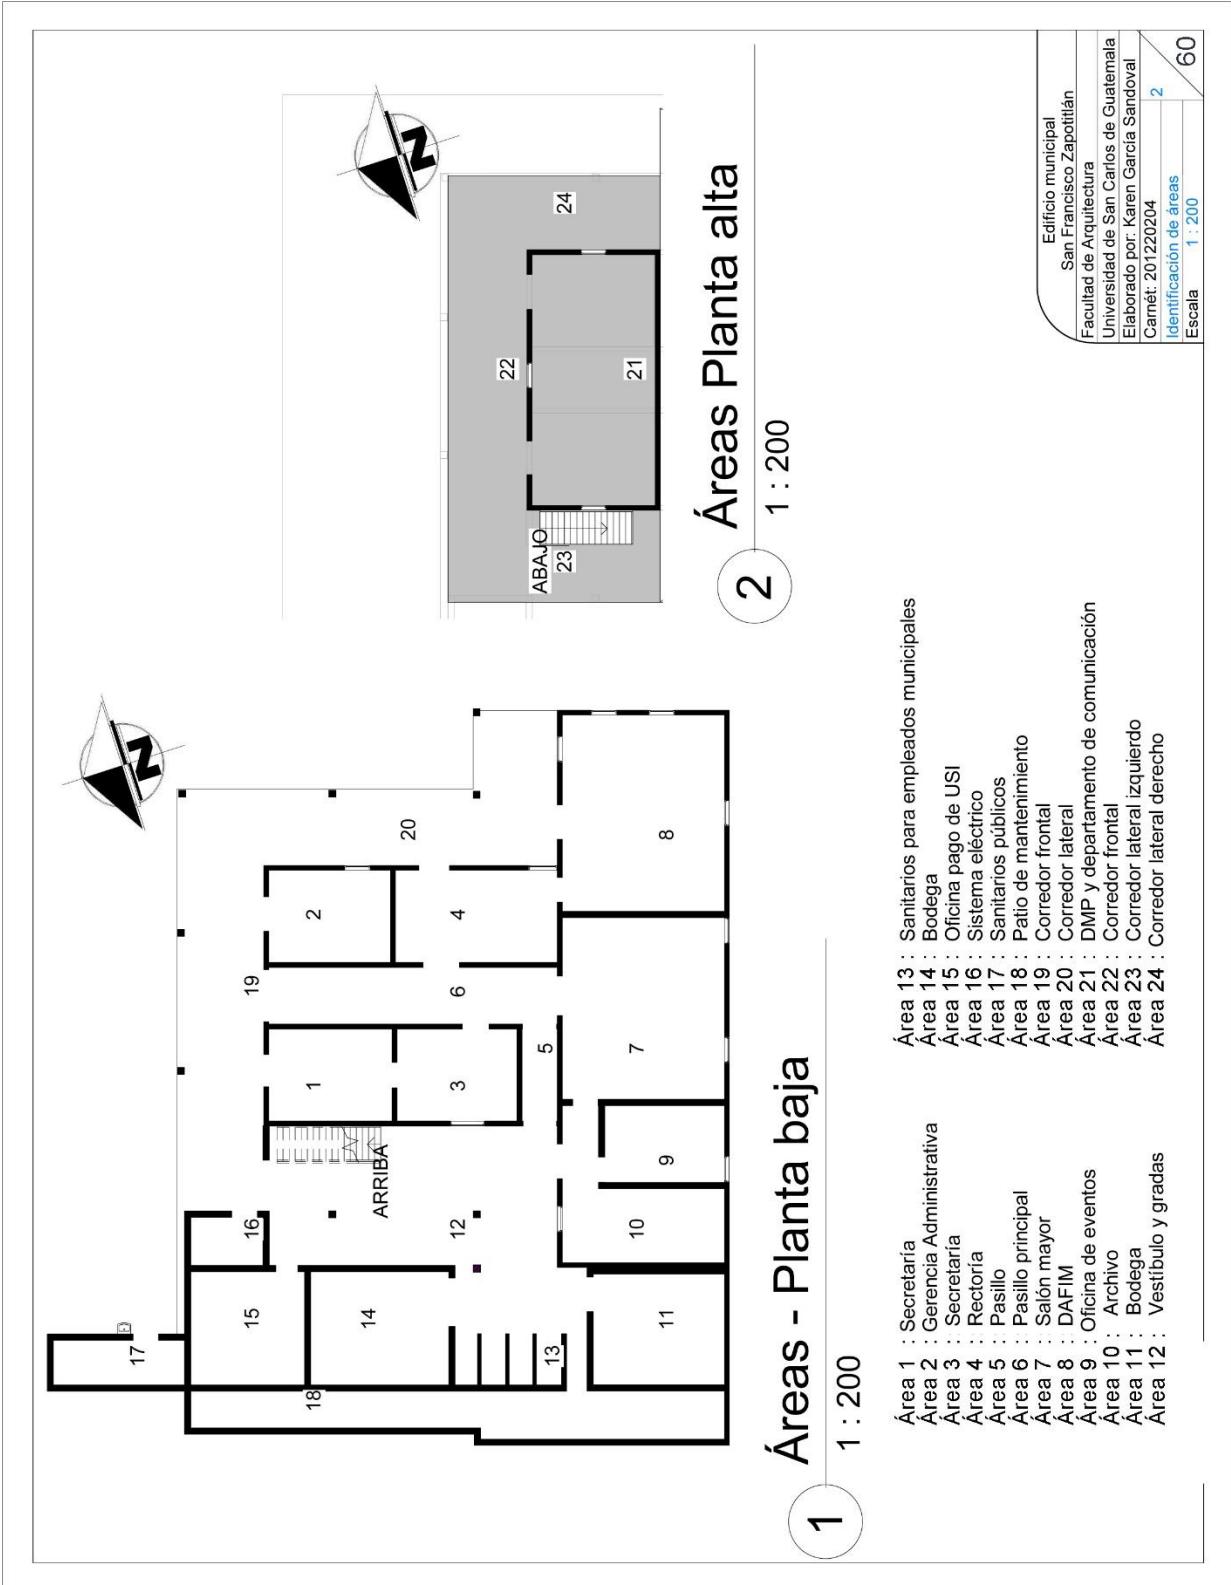 17
18
15
16
19
14
1
2
ARRIBA
12
3
6
4
20
13
5
11
10
9
7
8
N
1
Áreas - Planta baja
1 : 200
22
24
ABAJO
23
21
N
2
Áreas Planta alta
1 : 200
Área 1 : Secretaría
Área 2 : Gerencia Administrativa
Área 3 : Secretaría
Área 4 : Rectoría
Área 5 : Pasillo
Área 6 : Pasillo principal
Área 7 : Salón mayor
Área 8 : DAFIM
Área 9 : Oficina de eventos
Área 10 : Archivo
Área 11 : Bodega
Área 12 : Vestíbulo y gradas
Área 13 : Sanitarios para empleados municipales
Área 14 : Bodega
Área 15 : Oficina pago de USI
Área 16 : Sistema eléctrico
Área 17 : Sanitarios públicos
Área 18 : Patio de mantenimiento
Área 19 : Corredor frontal
Área 20 : Corredor lateral
Área 21 : DMP y departamento de comunicación
Área 22 : Corredor frontal
Área 23 : Corredor lateral izquierdo
Área 24 : Corredor lateral derecho
Edificio municipal
San Francisco Zapotitlán
Facultad de Arquitectura
Universidad de San Carlos de Guatemala
Elaborado por: Karen García Sandoval
Carnét: 201220204
Identificación de áreas
Escala 1 : 200
2
60